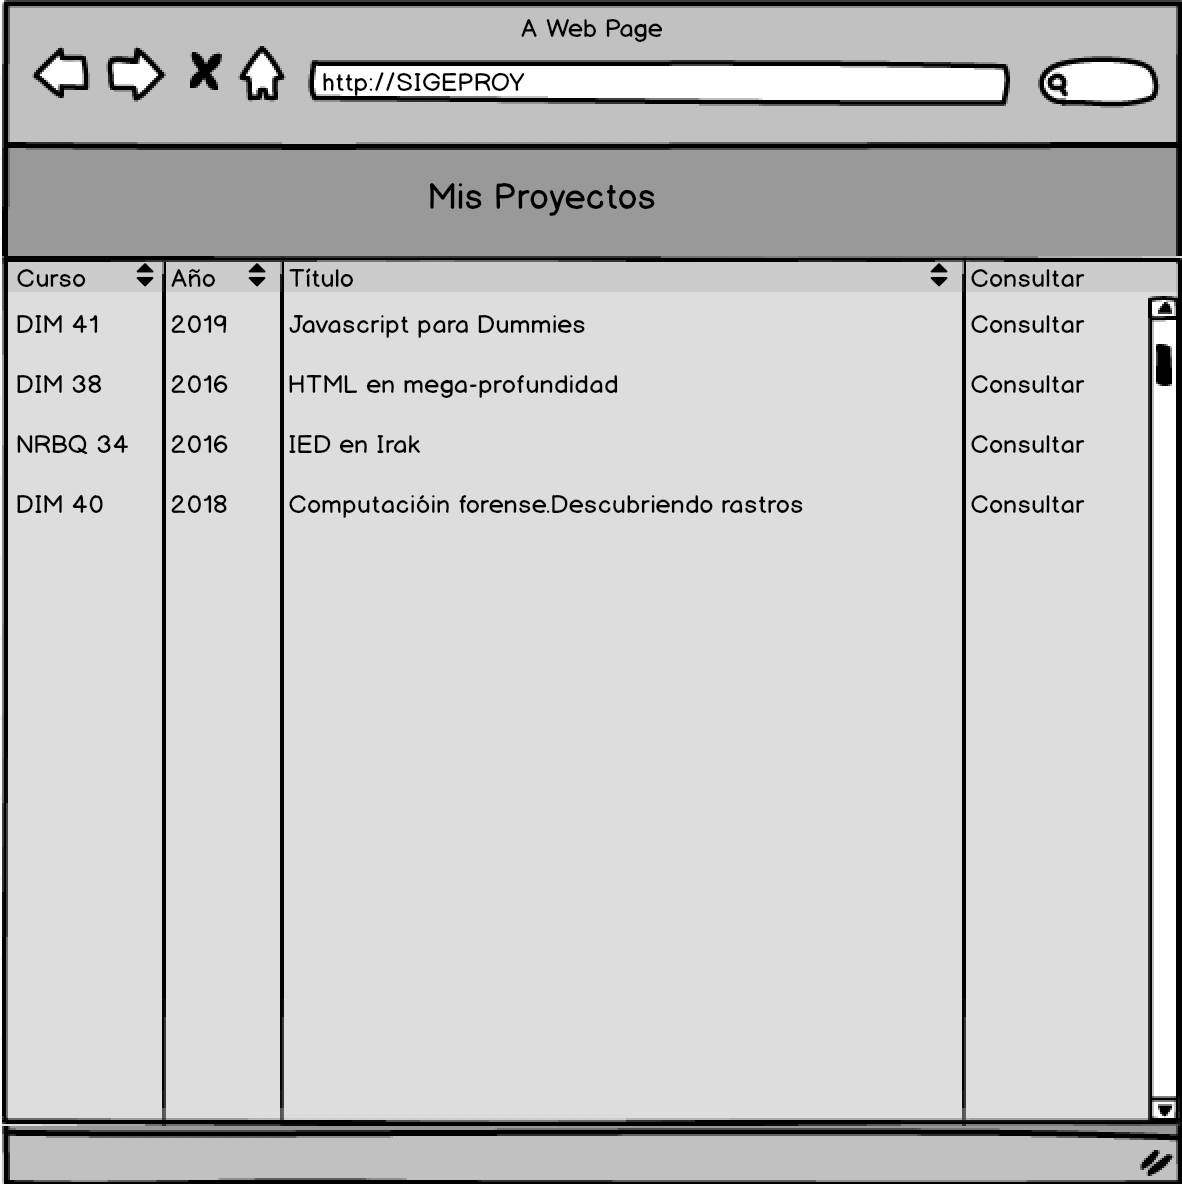 A Web Page
http://SIGEPROY
Mis Proyectos
Curso Año Título Consultar
DIM 41 2019 Javascript para Dummies Consultar
DIM 38 2016 HTML en mega-profundidad Consultar
NRBQ 34 2016 IED en Irak Consultar
DIM 40 2018 Computacióin forense.Descubriendo rastros Consultar